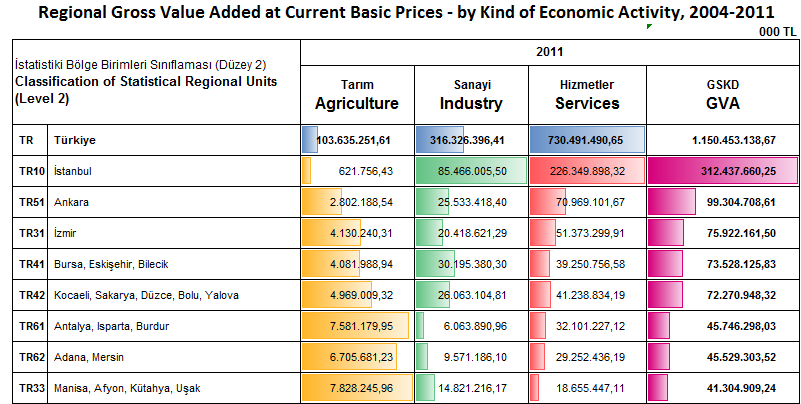 Regional Gross Value Added at Current Basic Prices - by Kind of Economic Activity, 2004-2011
000 TL
İstatistiki Bölge Birimleri Sınıflaması (Düzey 2)
Classification of Statistical Regional Units
(Level 2)
2011
Tarım Sanayi Hizmetler GSKD
Agriculture Industry Services GVA
TR Türkiye 103.635.251,61 316.326.396,41 730.491.490,65 1.150.453.138,67
TR10 İstanbul 621.756,43 85.466.005,50 226.349.898,32 312.437.660,25
TR51 Ankara 2.802.188,54 25.533.418,40 70.969.101,67 99.304.708,61
TR31 İzmir 4.130.240,31 20.418.621,29 51.373.299,91 75.922.161,50
TR41 Bursa, Eskişehir, Bilecik 4.081.988,94 30.195.380,30 39.250.756,58 73.528.125,83
TR42 Kocaeli, Sakarya, Düzce, Bolu, Yalova 4.969.009,32 26.063.104,81 41.238.834,19 72.270.948,32
TR61 Antalya, Isparta, Burdur 7.581.179,95 6.063.890,96 32.101.227,12 45.746.298,03
TR62 Adana, Mersin 6.705.681,23 9.571.186,10 29.252.436,19 45.529.303,52
TR33 Manisa, Afyon, Kütahya, Uşak 7.828.245,96 14.821.216,17 18.655.447,11 41.304.909,24